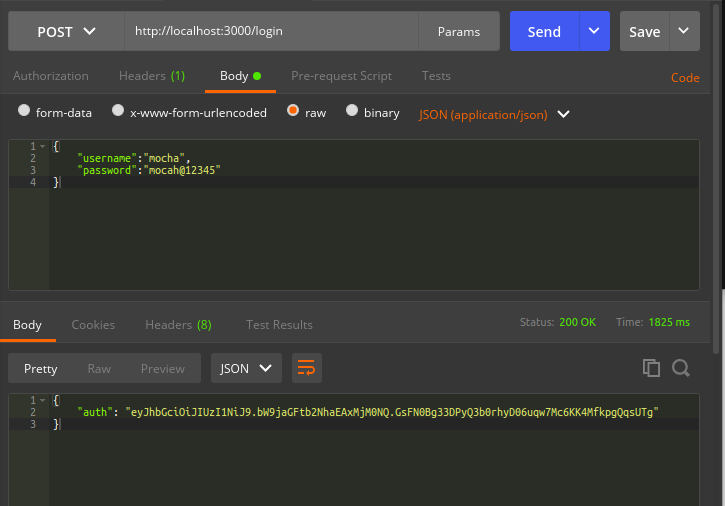 POST http://localhost:3000/login Params Send Save
Authorization Headers (1) Body Pre-request Script Tests Code
form-data x-www-form-urlencoded raw binary JSON (application/json)
1 {
2 "username":"mocha",
3 "password":"mocah@12345"
4 }
Body Cookies Headers (8) Test Results Status: 200 OK Time: 1825 ms
Pretty Raw Preview JSON
1 {
2 "auth": "eyJhbGciOiJIUzI1NiJ9.bW9jaGFtb2NhaEAxMjM0NQ.GsFN0Bg33DPyQ3b0rhyD06uqw7Mc6KK4MfkpgQqsUTg"
3 }